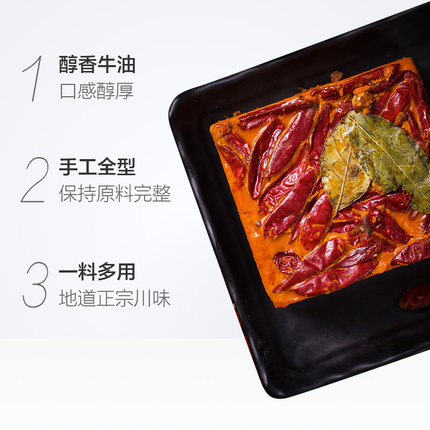 1 醇香牛油
口感醇厚
2 手工全型
保持原料完整
3 一料多用
地道正宗川味